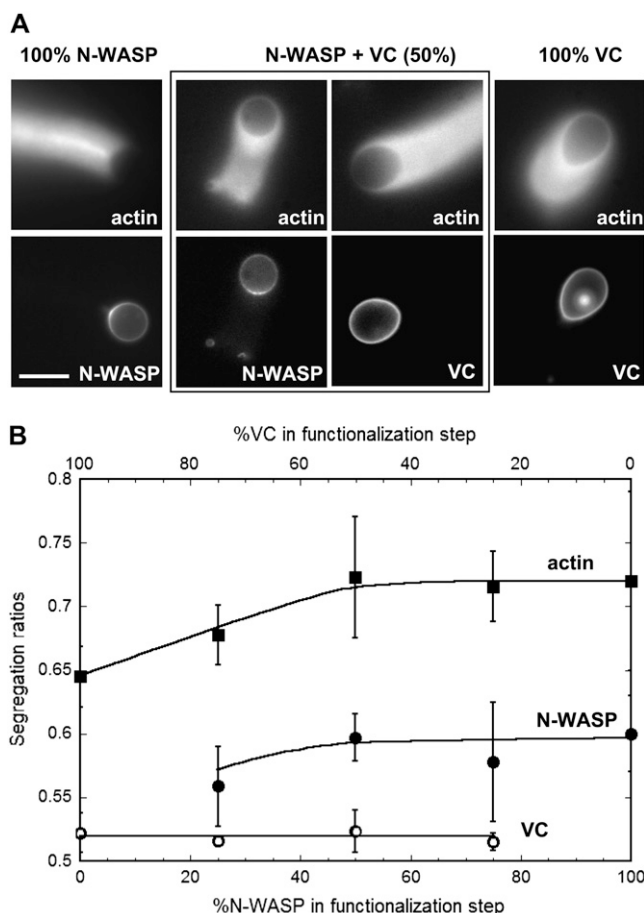 A
100% N-WASP N-WASP + VC (50%) 100% VC
actin actin actin actin
N-WASP N-WASP VC VC
B
%VC in functionalization step
100 80 60 40 20 0
0.8
0.75
0.7
0.65
0.6
0.55
0.5
Segregation ratios
actin
N-WASP
VC
0 20 40 60 80 100
%N-WASP in functionalization step